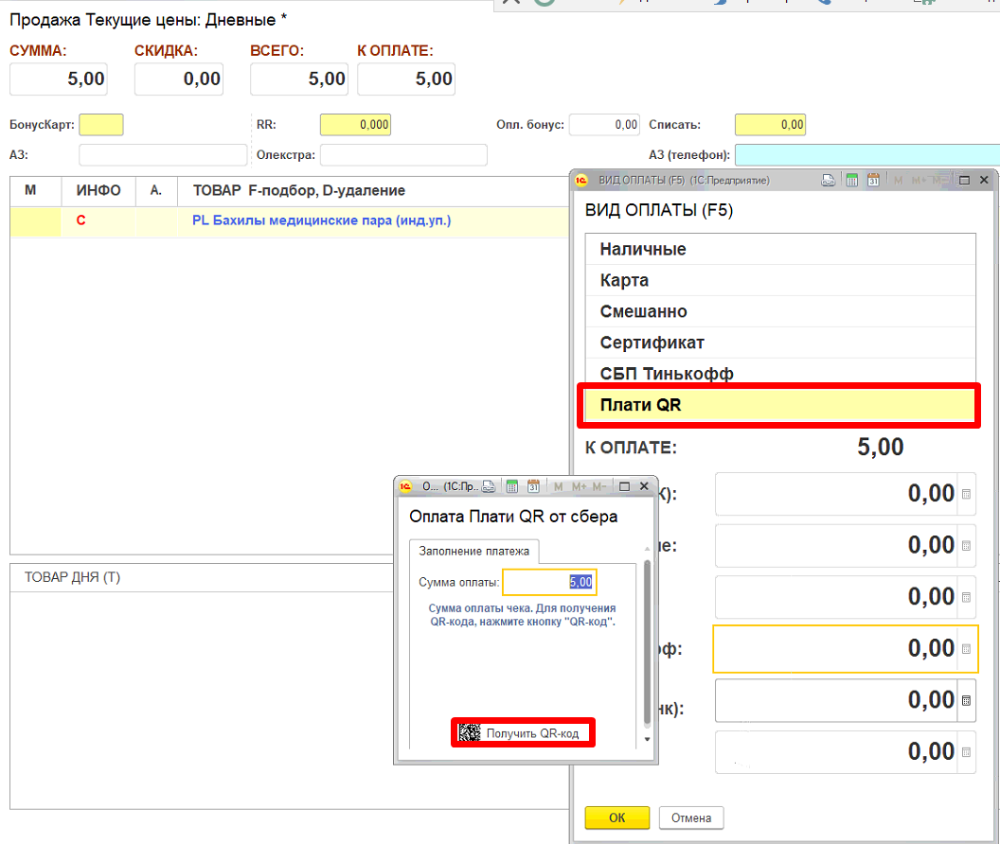 Продажа Текущие цены: Дневные *
СУММА: СКИДКА: ВСЕГО: К ОПЛАТЕ:
5,00 0,00 5,00 5,00
БонусКарт: RR: 0,000 Опл. бонус: 0,00 Списать: 0,00
АЗ: Олекстра: АЗ (телефон):
М ИНФО А. ТОВАР F-подбор, D-удаление
С PL Бахилы медицинские пара (инд.уп.)
ТОВАР ДНЯ (Т)
ВИД ОПЛАТЫ (F5) (1С:Предприятие) 31 M M+ M-
ВИД ОПЛАТЫ (F5)
Наличные
Карта
Смешанно
Сертификат
СБП Тинькофф
Плати QR
К ОПЛАТЕ: 5,00
К): 0,00
ие: 0,00
0,00
оф: 0,00
нк): 0,00
0,00
ОК Отмена
О... (1С:Пр... 31 M M+ M-
Оплата Плати QR от сбера
Заполнение платежа
Сумма оплаты: 5,00
Сумма оплаты чека. Для получения
QR-кода, нажмите кнопку "QR-код".
Получить QR-код